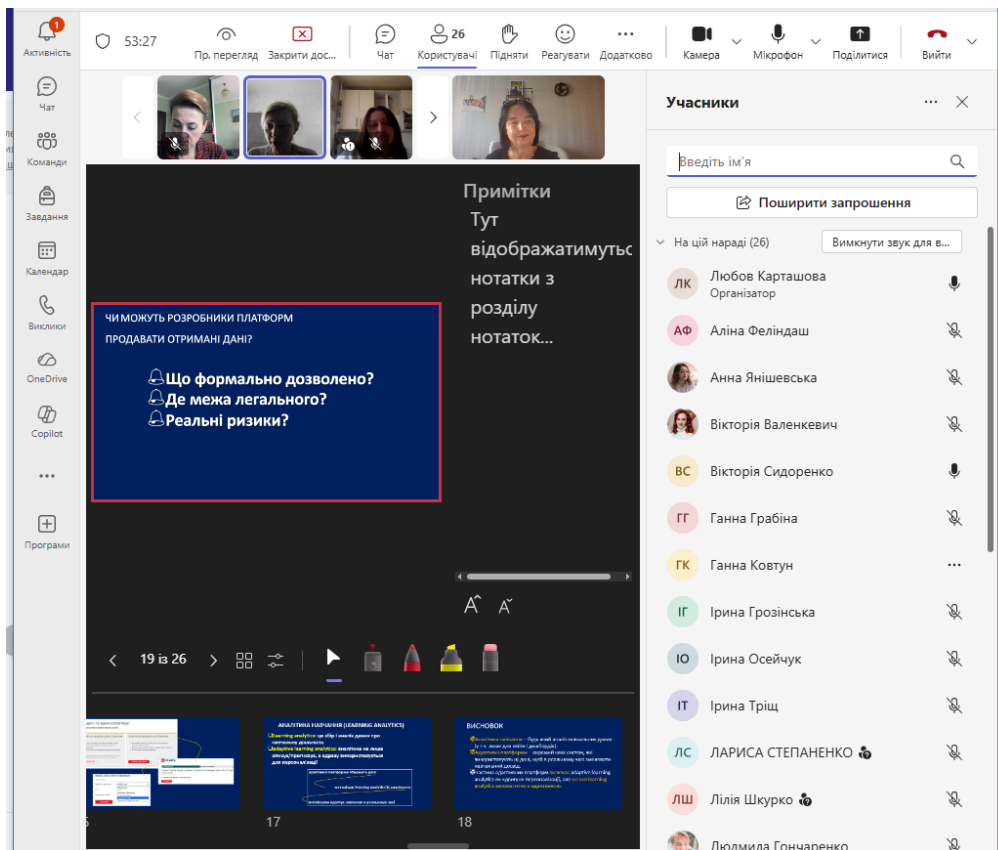 1
Активність
Чат
Команди
Завдання
Календар
Виклики
OneDrive
Copilot
Програми
53:27
Пр. перегляд
Закрити дос...
Чат
26
Користувачі
Підняти
Реагувати
Додатково
Камера
Мікрофон
Поділитися
Вийти
ЧИ МОЖУТЬ РОЗРОБНИКИ ПЛАТФОРМ
ПРОДАВАТИ ОТРИМАНІ ДАНІ?
Що формально дозволено?
Де межа легального?
Реальні ризики?
Примітки
Тут
відображатимутьс
нотатки з
розділу
нотаток...
A A
19 із 26
АНАЛІТИКА НАВЧАННЯ (LEARNING ANALYTICS)
17
ВИСНОВОК
18
Учасники
Введіть ім'я
Поширити запрошення
На цій нараді (26)
Вимкнути звук для в...
ЛК
Любов Карташова
Організатор
АФ
Аліна Феліндаш
Анна Янішевська
Вікторія Валенкевич
ВС
Вікторія Сидоренко
ГГ
Ганна Грабіна
ГК
Ганна Ковтун
ІГ
Ірина Грозінська
ІО
Ірина Осейчук
ІТ
Ірина Тріщ
ЛС
ЛАРИСА СТЕПАНЕНКО
ЛШ
Лілія Шкурко
Людмила Гончаренко